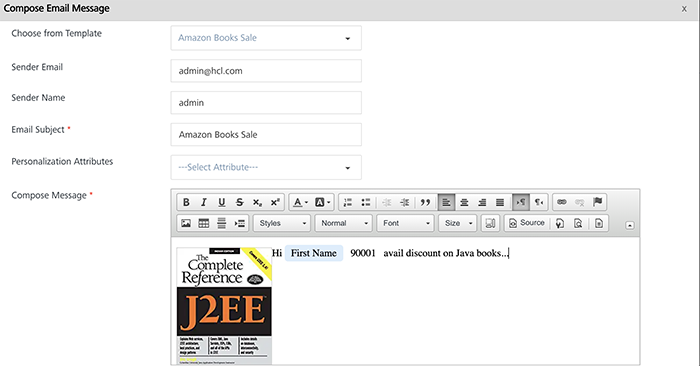 Compose Email Message x
Choose from Template Amazon Books Sale
Sender Email admin@hcl.com
Sender Name admin
Email Subject * Amazon Books Sale
Personalization Attributes ---Select Attribute---
Compose Message *
B I U S x₂ x² A A
Styles Normal Font Size Source
Hi First Name 90001 avail discount on Java books...
The
Complete
Reference
J2EE